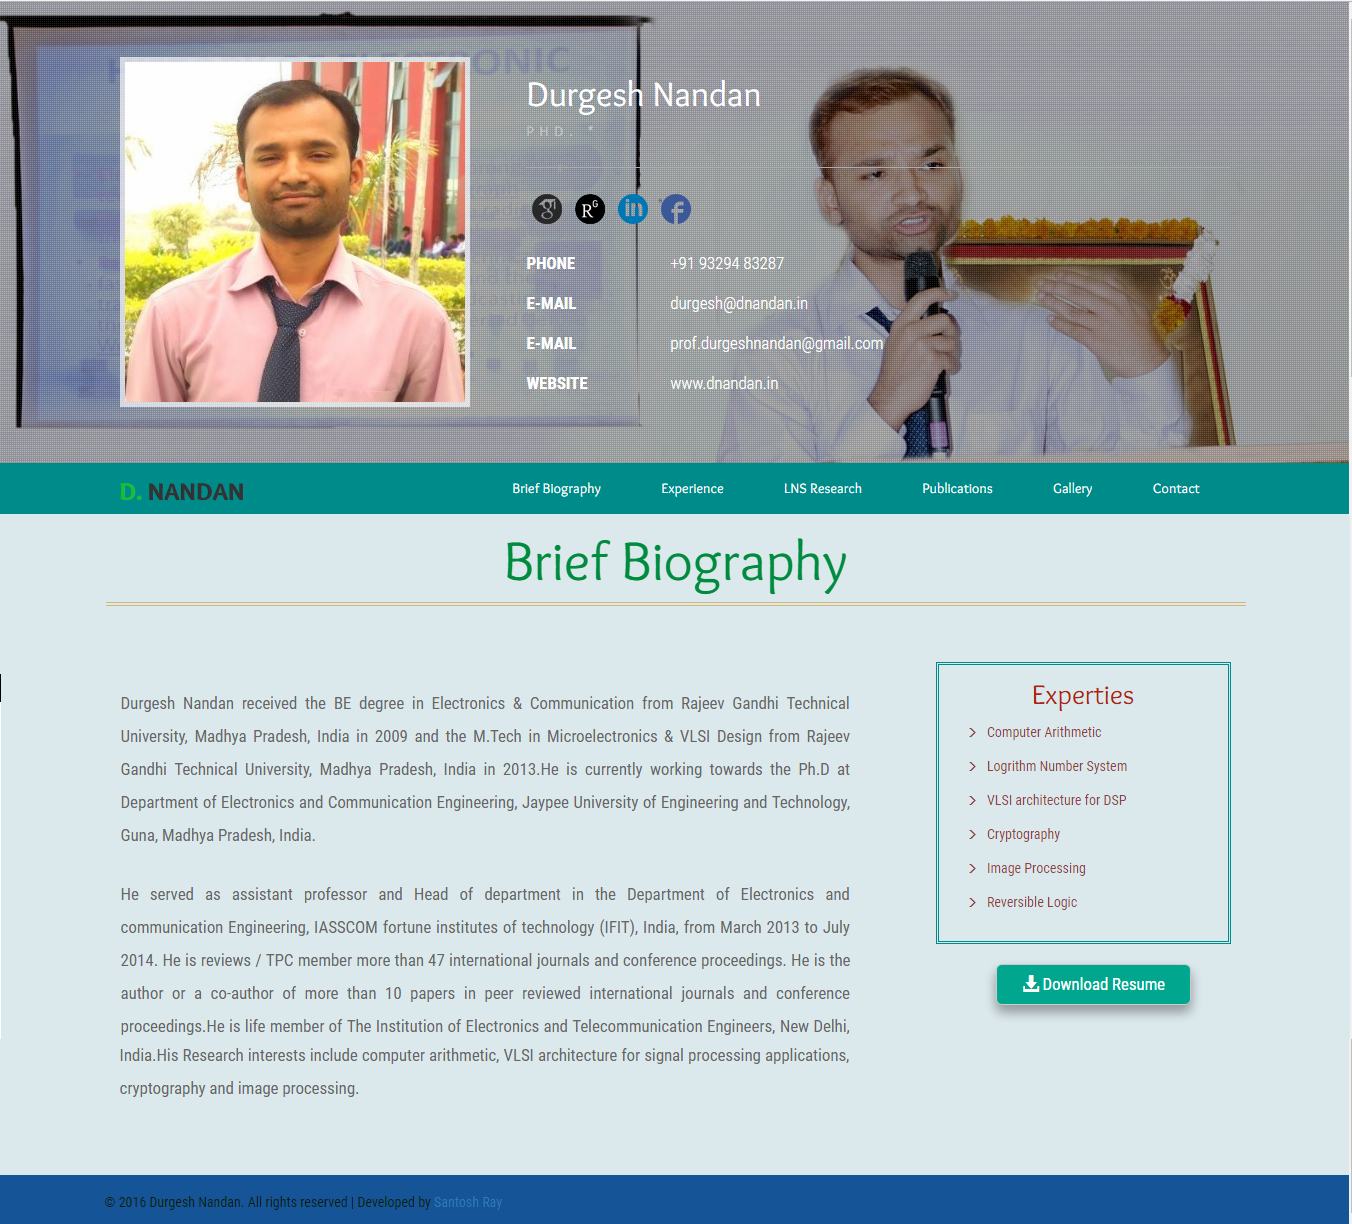 Durgesh Nandan
PHD. *
PHONE +91 93294 83287
E-MAIL durgesh@dnandan.in
E-MAIL prof.durgeshnandan@gmail.com
WEBSITE www.dnandan.in
D. NANDAN
Brief Biography Experience LNS Research Publications Gallery Contact
Brief Biography
Durgesh Nandan received the BE degree in Electronics & Communication from Rajeev Gandhi Technical
University, Madhya Pradesh, India in 2009 and the M.Tech in Microelectronics & VLSI Design from Rajeev
Gandhi Technical University, Madhya Pradesh, India in 2013.He is currently working towards the Ph.D at
Department of Electronics and Communication Engineering, Jaypee University of Engineering and Technology,
Guna, Madhya Pradesh, India.
He served as assistant professor and Head of department in the Department of Electronics and
communication Engineering, IASSCOM fortune institutes of technology (IFIT), India, from March 2013 to July
2014. He is reviews / TPC member more than 47 international journals and conference proceedings. He is the
author or a co-author of more than 10 papers in peer reviewed international journals and conference
proceedings.He is life member of The Institution of Electronics and Telecommunication Engineers, New Delhi,
India.His Research interests include computer arithmetic, VLSI architecture for signal processing applications,
cryptography and image processing.
Experties
Computer Arithmetic
Logrithm Number System
VLSI architecture for DSP
Cryptography
Image Processing
Reversible Logic
Download Resume
© 2016 Durgesh Nandan. All rights reserved | Developed by Santosh Ray